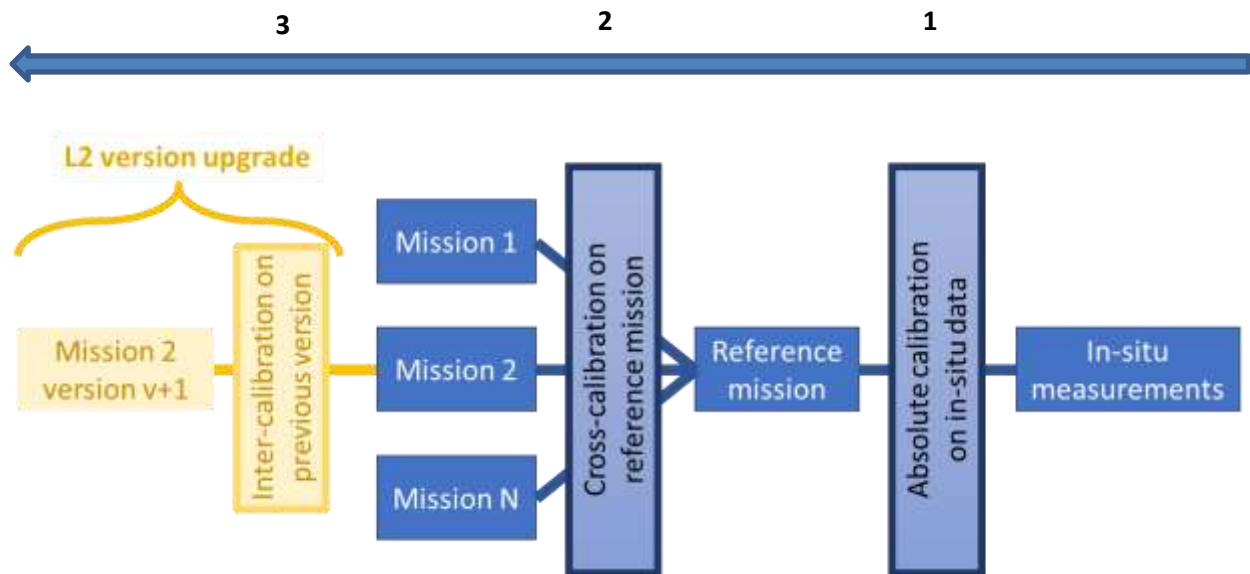 3 2 1
L2 version upgrade
Mission 1
Mission 2
version v+1
Inter-calibration on
previous version
Mission 2
Mission N
Cross-calibration on
reference mission
Reference
mission
Absolute calibration
on in-situ data
In-situ
measurements